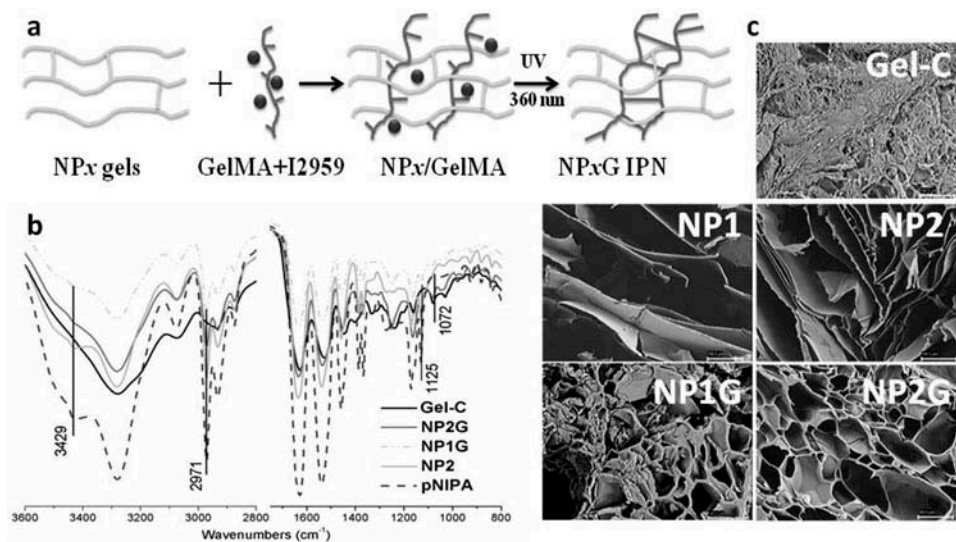 a
UV
360 nm
NPx gels
GelMA+I2959
NPx/GelMA
NPxG IPN
c
Gel-C
NP1
NP2
NP1G
NP2G
b
3429
2971
1125
1072
Gel-C
NP2G
NP1G
NP2
pNIPA
3600 3400 3200 3000 2800 1600 1400 1200 1000 800
Wavenumbers (cm⁻¹)